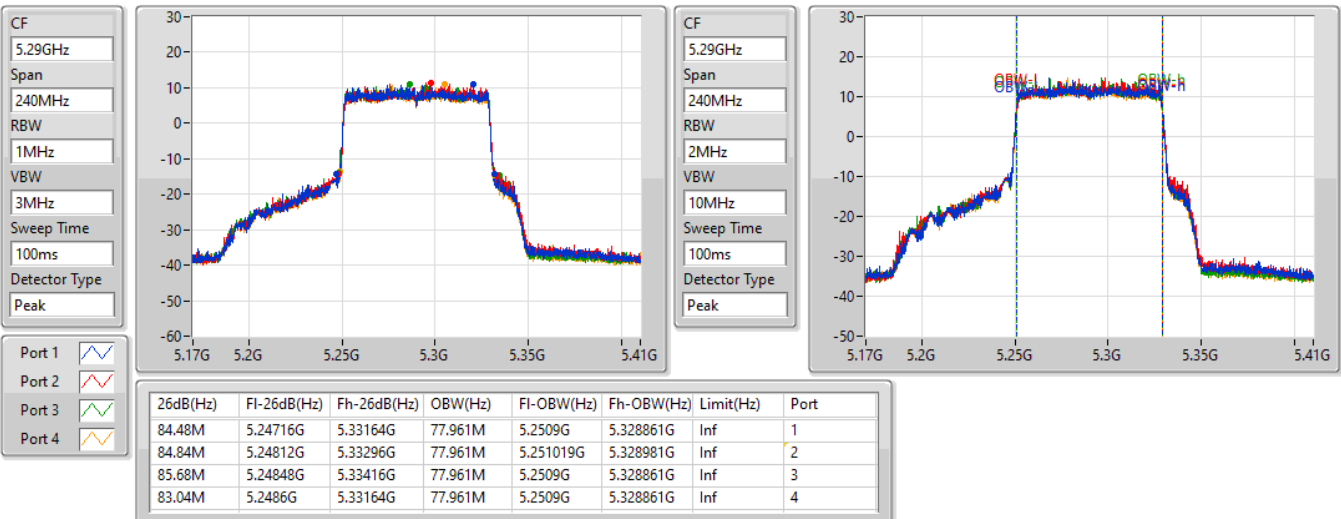 CF
5.29GHz
Span
240MHz
RBW
1MHz
VBW
3MHz
Sweep Time
100ms
Detector Type
Peak
30
20
10
0
-10
-20
-30
-40
-50
-60
5.17G 5.2G 5.25G 5.3G 5.35G 5.41G
CF
5.29GHz
Span
240MHz
RBW
2MHz
VBW
10MHz
Sweep Time
100ms
Detector Type
Peak
30
20
10
0
-10
-20
-30
-40
-50
OBW-l OBW-h
5.17G 5.2G 5.25G 5.3G 5.35G 5.41G
Port 1
Port 2
Port 3
Port 4
26dB(Hz) Fl-26dB(Hz) Fh-26dB(Hz) OBW(Hz) Fl-OBW(Hz) Fh-OBW(Hz) Limit(Hz) Port
84.48M 5.24716G 5.33164G 77.961M 5.2509G 5.328861G Inf 1
84.84M 5.24812G 5.33296G 77.961M 5.251019G 5.328981G Inf 2
85.68M 5.24848G 5.33416G 77.961M 5.2509G 5.328861G Inf 3
83.04M 5.2486G 5.33164G 77.961M 5.2509G 5.328861G Inf 4